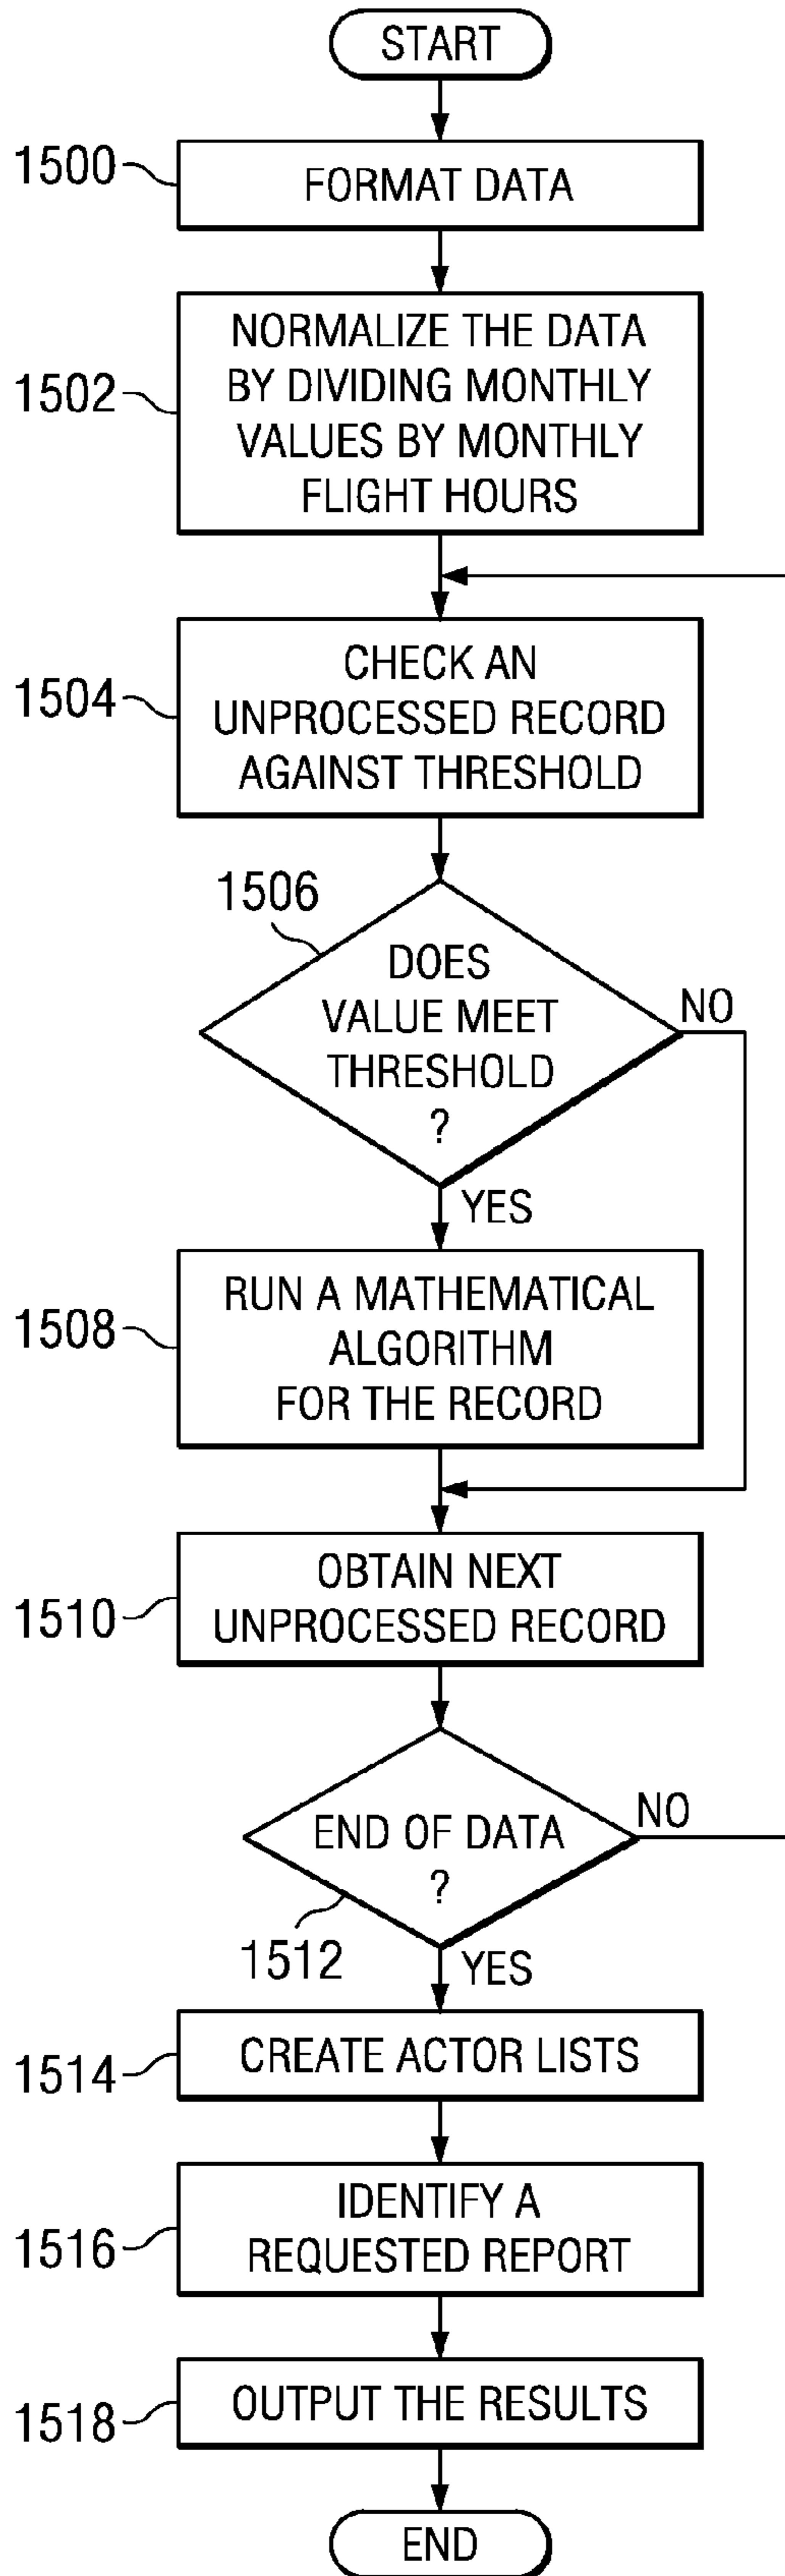 START
1500
FORMAT DATA
1502
NORMALIZE THE DATA
BY DIVIDING MONTHLY
VALUES BY MONTHLY
FLIGHT HOURS
1504
CHECK AN
UNPROCESSED RECORD
AGAINST THRESHOLD
1506
DOES
VALUE MEET
THRESHOLD
?
NO
YES
1508
RUN A MATHEMATICAL
ALGORITHM
FOR THE RECORD
1510
OBTAIN NEXT
UNPROCESSED RECORD
END OF DATA
?
NO
1512
YES
1514
CREATE ACTOR LISTS
1516
IDENTIFY A
REQUESTED REPORT
1518
OUTPUT THE RESULTS
END